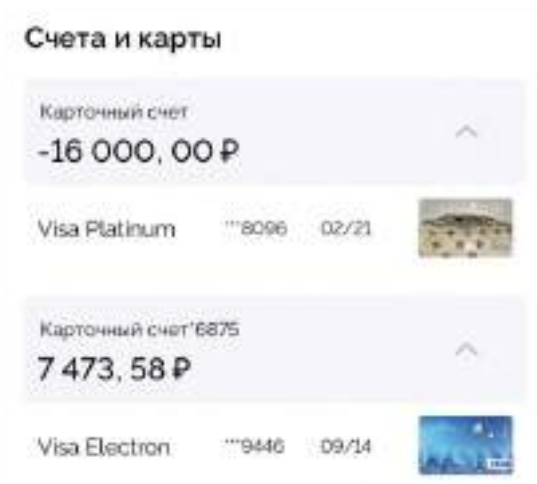 Счета и карты
Карточный счет
-16 000, 00 ₽
Visa Platinum ***8096 02/21
Карточный счет*6875
7 473, 58 ₽
Visa Electron ***9446 09/14